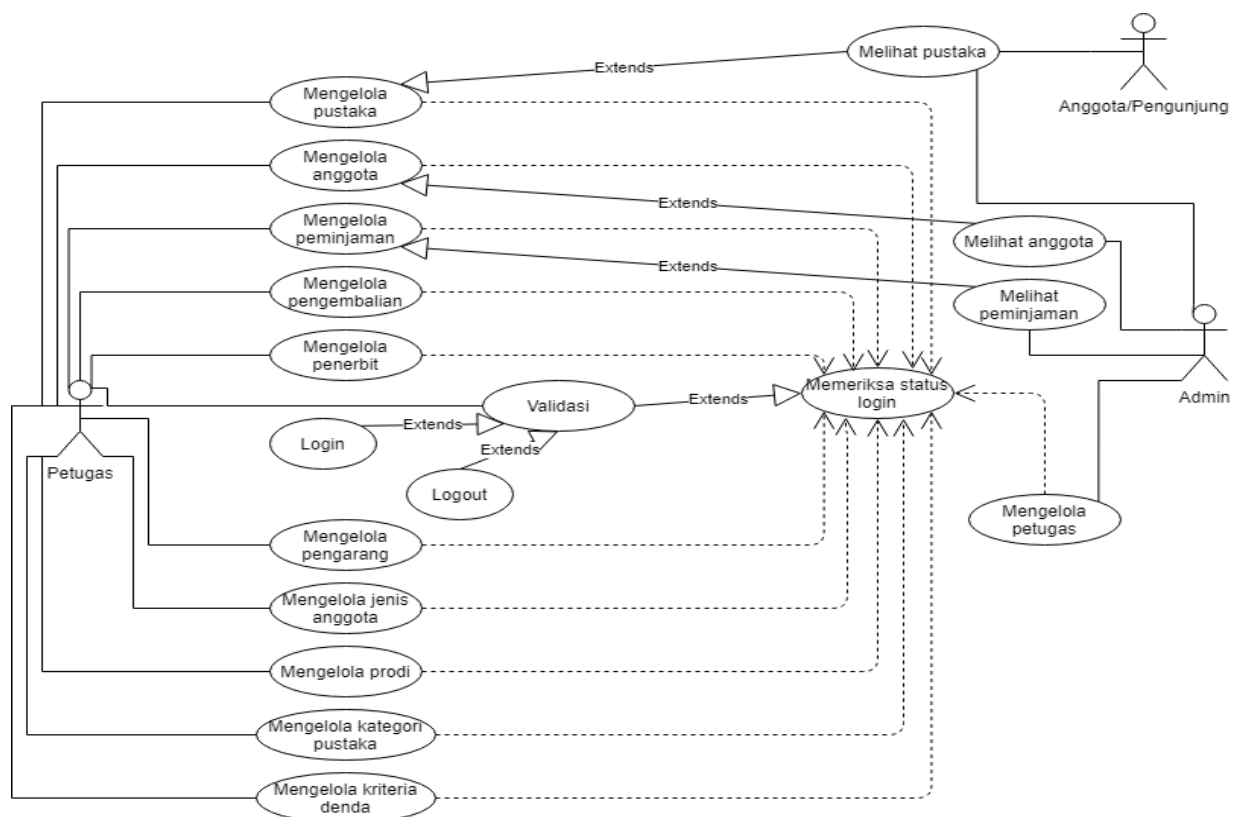 Melihat pustaka
Extends
Anggota/Pengunjung
Mengelola
pustaka
Mengelola
anggota
Extends
Mengelola
peminjaman
Melihat anggota
Extends
Mengelola
pengembalian
Melihat
peminjaman
Mengelola
penerbit
Memeriksa status
login
Admin
Validasi
Extends
Extends
Login
Extends
Petugas
Logout
Mengelola
petugas
Mengelola
pengarang
Mengelola jenis
anggota
Mengelola prodi
Mengelola kategori
pustaka
Mengelola kriteria
denda